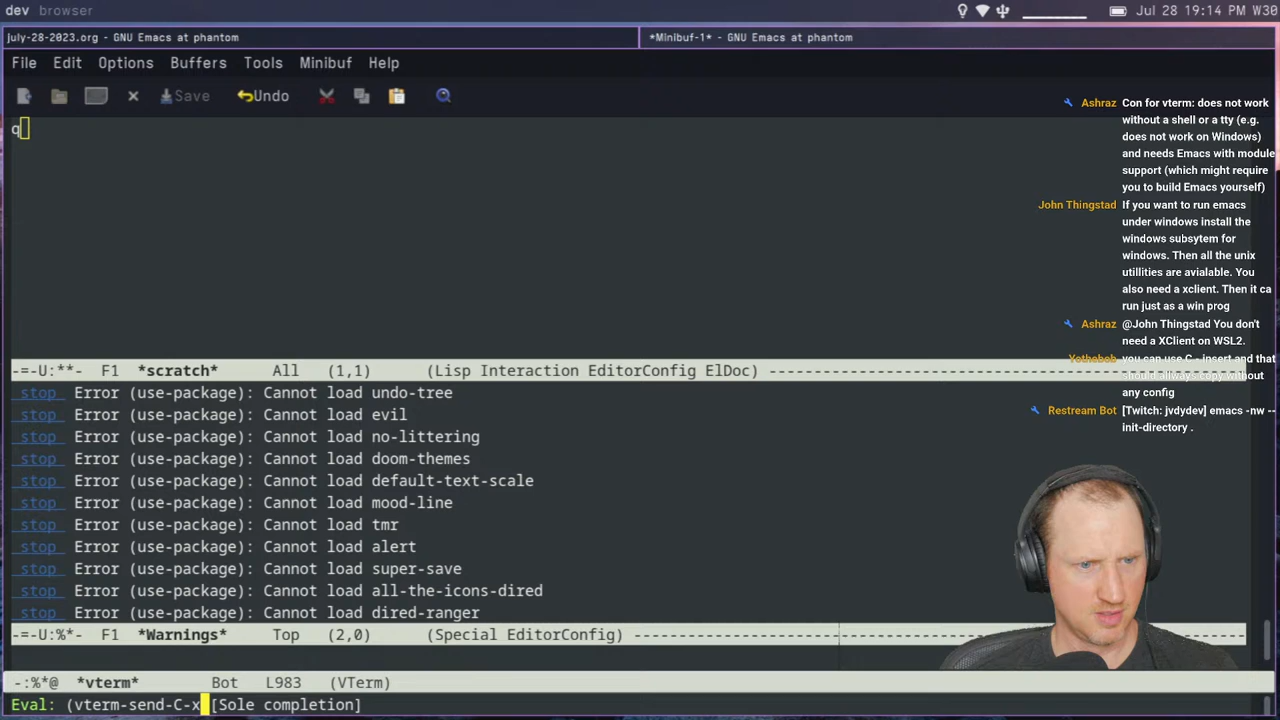 dev browser
Jul 28 19:14 PM W30
july-28-2023.org - GNU Emacs at phantom
*Minibuf-1* - GNU Emacs at phantom
File Edit Options Buffers Tools Minibuf Help
Save Undo
q
-=-U:**- F1 *scratch* All (1,1) (Lisp Interaction EditorConfig ElDoc)
stop Error (use-package): Cannot load undo-tree
stop Error (use-package): Cannot load evil
stop Error (use-package): Cannot load no-littering
stop Error (use-package): Cannot load doom-themes
stop Error (use-package): Cannot load default-text-scale
stop Error (use-package): Cannot load mood-line
stop Error (use-package): Cannot load tmr
stop Error (use-package): Cannot load alert
stop Error (use-package): Cannot load super-save
stop Error (use-package): Cannot load all-the-icons-dired
stop Error (use-package): Cannot load dired-ranger
-=-U:%*- F1 *Warnings* Top (2,0) (Special EditorConfig)
-:%*@ *vterm* Bot L983 (VTerm)
Eval: (vterm-send-C-x [Sole completion]
Ashraz Con for vterm: does not work
without a shell or a tty (e.g.
does not work on Windows)
and needs Emacs with module
support (which might require
you to build Emacs yourself)
John Thingstad If you want to run emacs
under windows install the
windows subsytem for
windows. Then all the unix
utillities are avialable. You
also need a xclient. Then it ca
run just as a win prog
Ashraz @John Thingstad You don't
need a XClient on WSL2.
Yothobob you can use C - insert and that
should allways copy without
any config
Restream Bot [Twitch: jvdydev] emacs -nw --
init-directory .